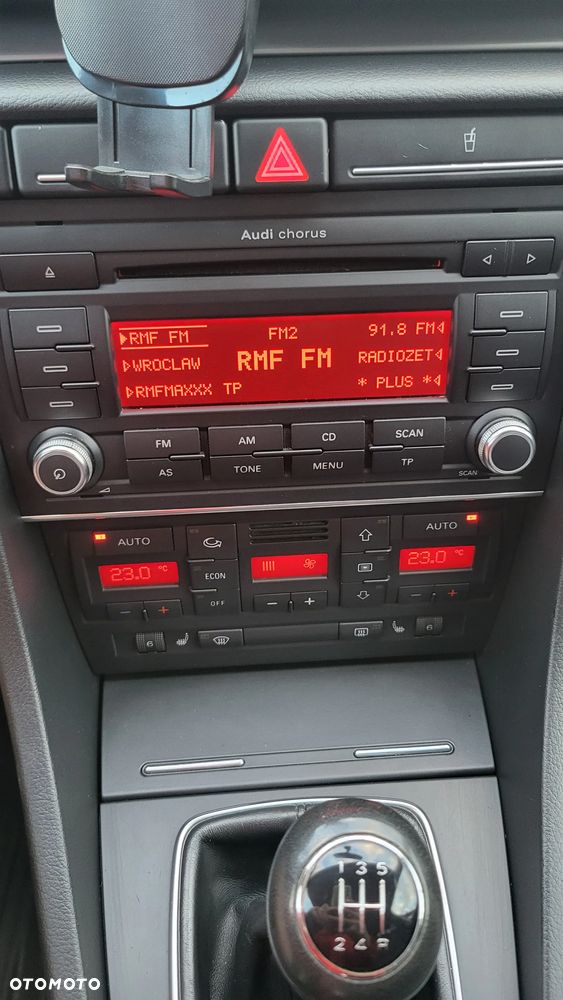 Audi chorus
RMF FM FM2 91.8 FM
WROCLAW RMF FM RADIOZET
RMFMAXXX TP * PLUS *
FM AM CD SCAN
AS TONE MENU TP
SCAN
AUTO AUTO
23.0 °C ECON 23.0 °C
OFF
6 6
1 3 5
2 4 R
OTOMOTO